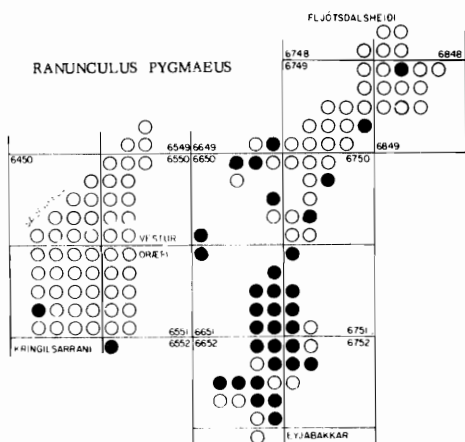 FLJÓTSDALSHEIÐI
6748 6848
6749
RANUNCULUS PYGMAEUS
6549 6649 6849
6450 6550 6650 6750
VESTUR
ÖRÆFI
6551 6651 6751
KRINGILSÁRRANI 6552 6652 6752
EYJABAKKAR